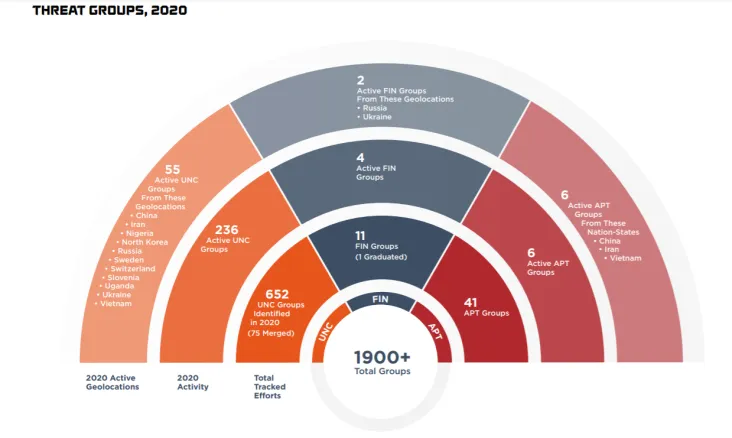 THREAT GROUPS, 2020
2
Active FIN Groups
From These Geolocations
• Russia
• Ukraine
55
Active UNC
Groups
From These
Geolocations
• China
• Iran
• Nigeria
• North Korea
• Russia
• Sweden
• Switzerland
• Slovenia
• Uganda
• Ukraine
• Vietnam
4
Active FIN
Groups
6
Active APT
Groups
From These
Nation-States
• China
• Iran
• Vietnam
236
Active UNC
Groups
11
FIN Groups
(1 Graduated)
6
Active APT
Groups
652
UNC Groups
Identified
in 2020
(75 Merged)
41
APT Groups
UNC
FIN
APT
1900+
Total Groups
2020 Active
Geolocations
2020
Activity
Total
Tracked
Efforts